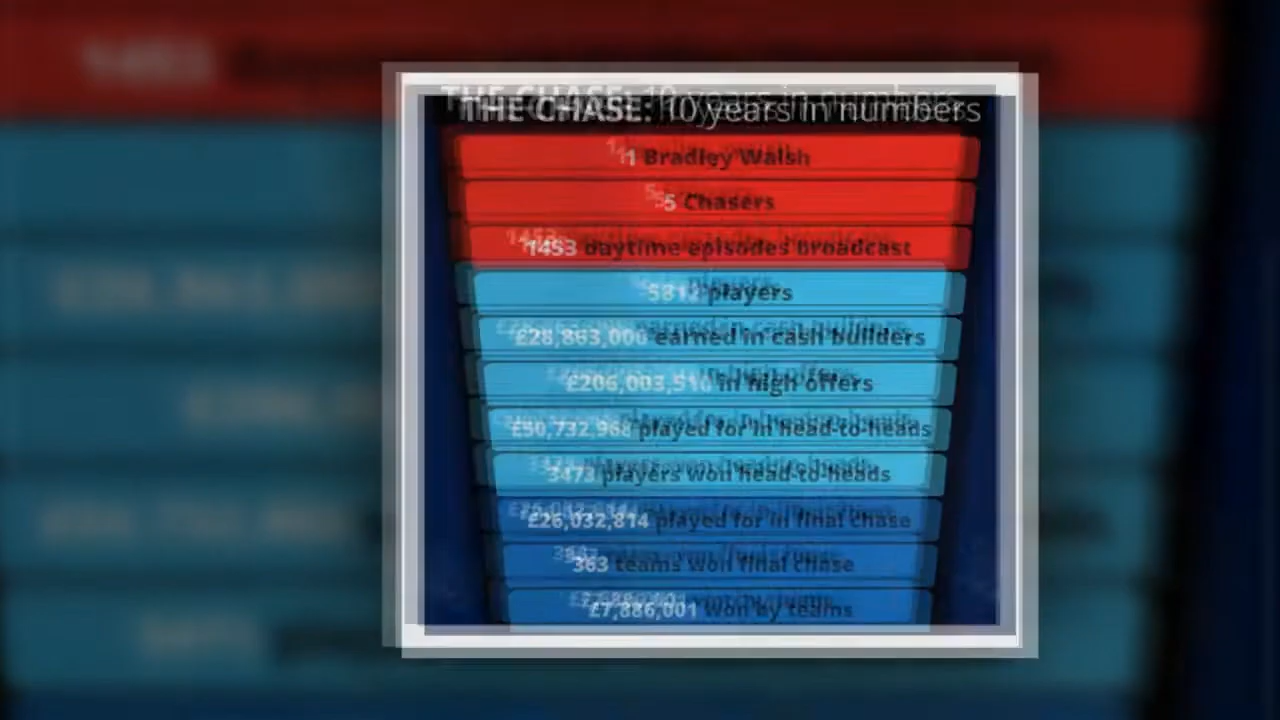 THE CHASE: 10 years in numbers
1 Bradley Walsh
5 Chasers
1453 daytime episodes broadcast
5812 players
£28,863,000 earned in cash builders
£206,003,510 in high offers
£50,732,968 played for in head-to-heads
3473 players won head-to-heads
£26,032,814 played for in final chase
363 teams won final chase
£7,886,001 won by teams